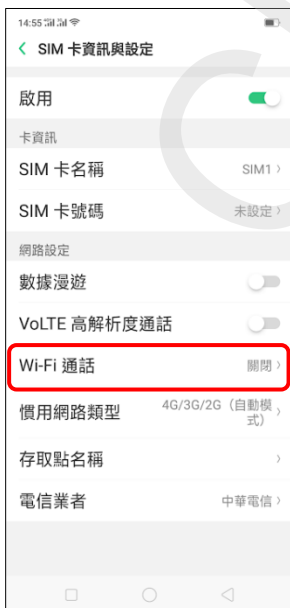 14:55
SIM 卡資訊與設定
啟用
卡資訊
SIM 卡名稱 SIM1
SIM 卡號碼 未設定
網路設定
數據漫遊
VoLTE 高解析度通話
Wi-Fi 通話 關閉
慣用網路類型 4G/3G/2G（自動模
式）
存取點名稱
電信業者 中華電信